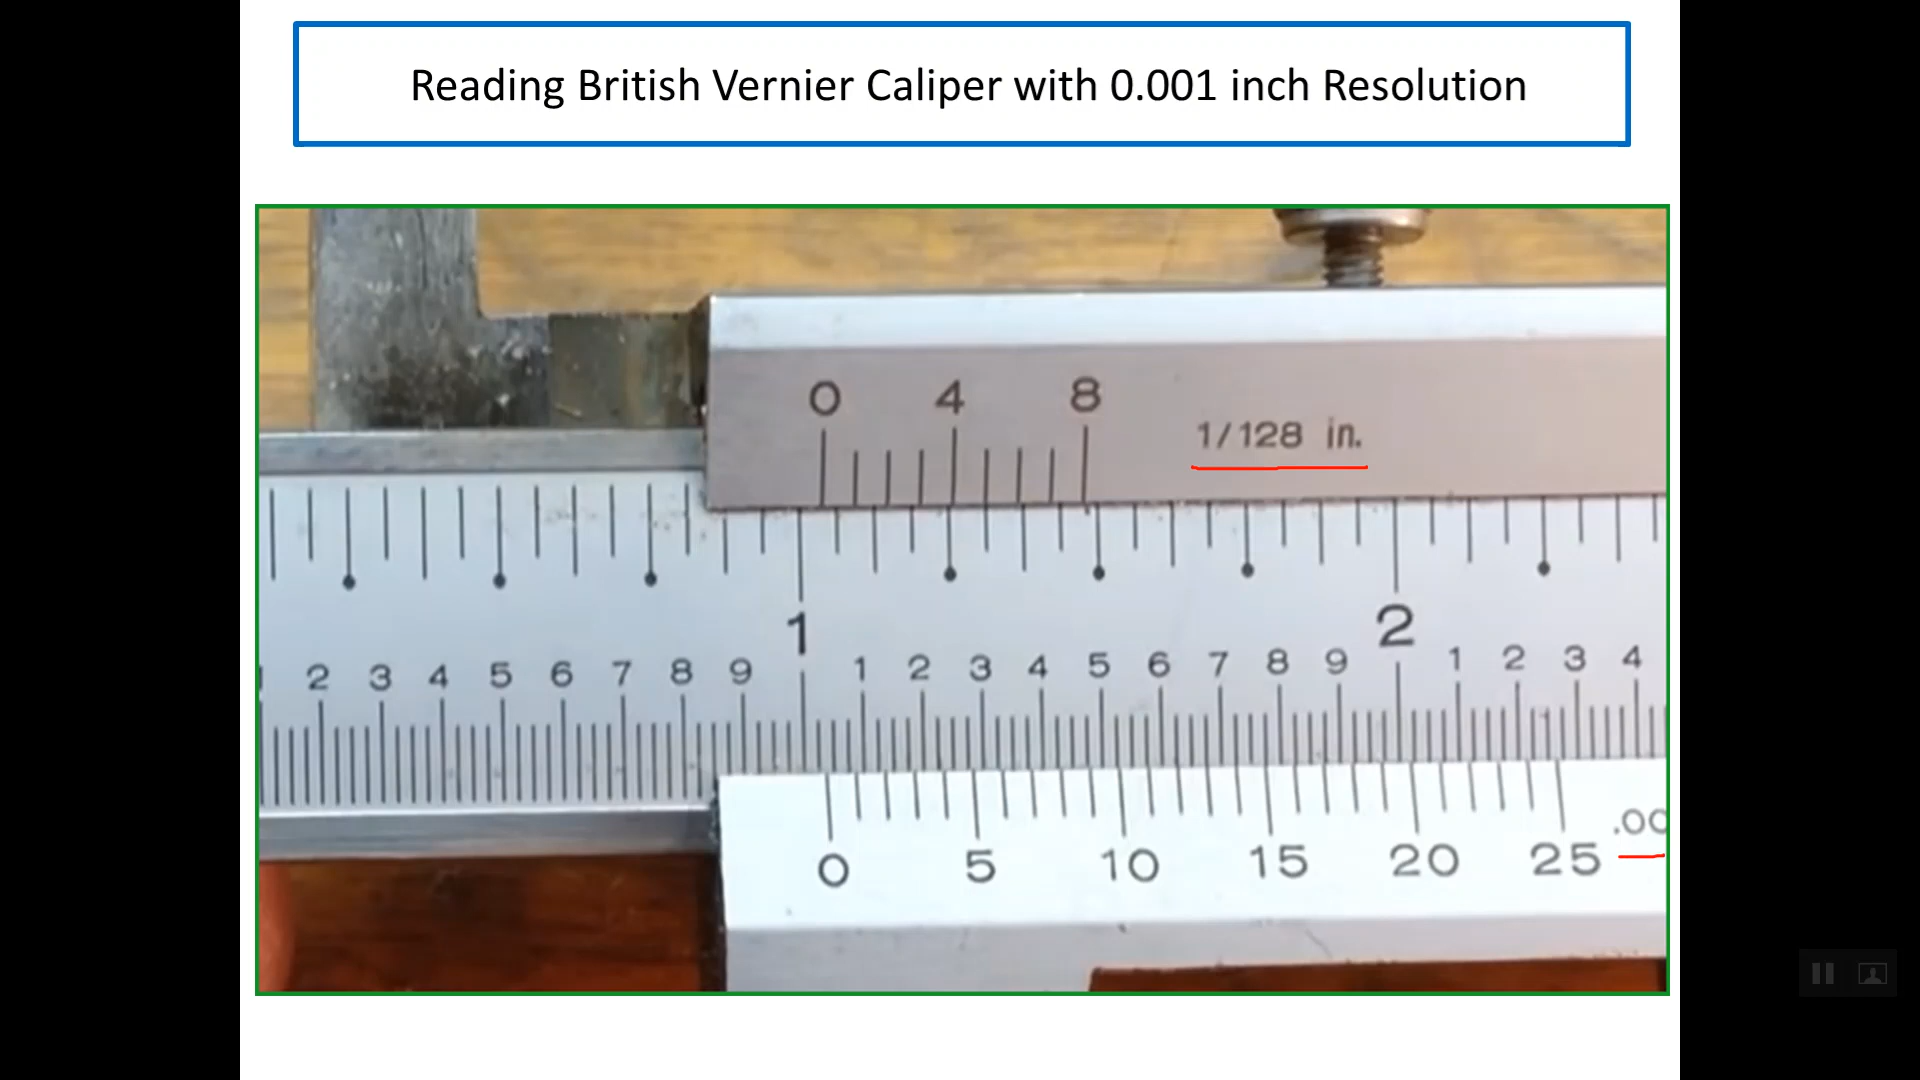 Reading British Vernier Caliper with 0.001 inch Resolution
0 4 8
1/128 in.
1 2
2 3 4 5 6 7 8 9 1 2 3 4 5 6 7 8 9 1 2 3 4
.00
0 5 10 15 20 25